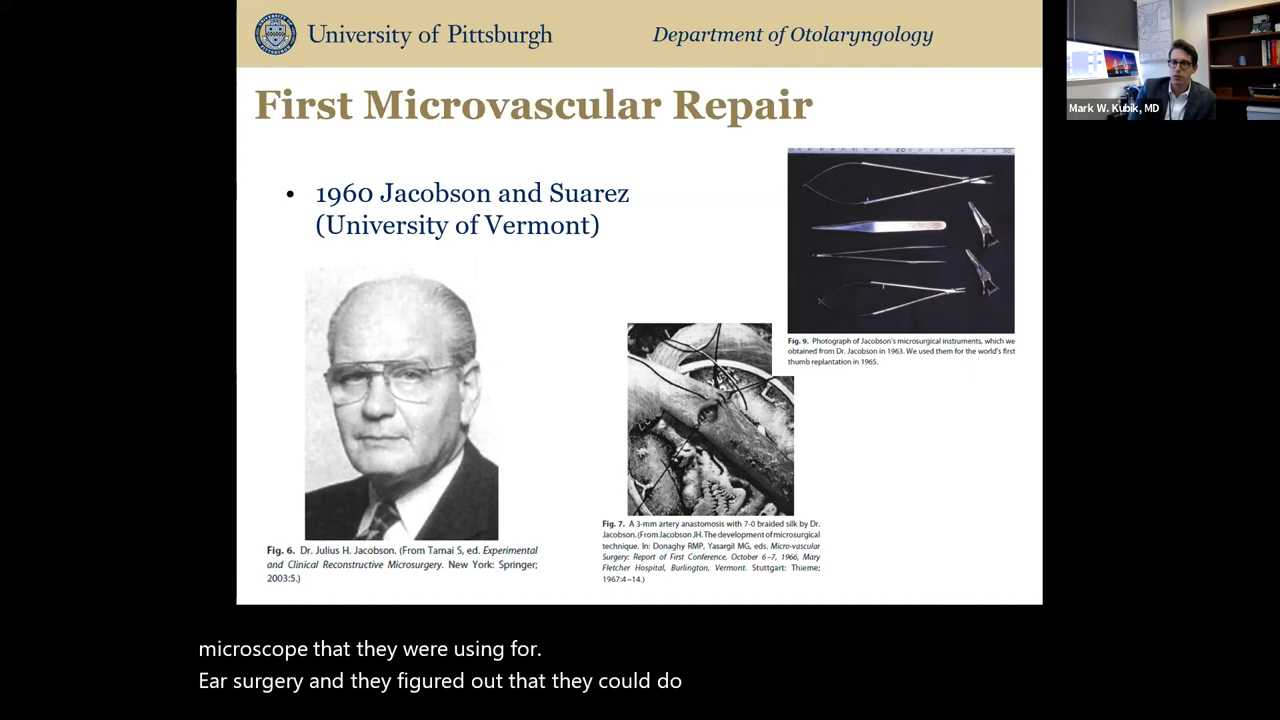 University of Pittsburgh
Department of Otolaryngology
Mark W. Kubik, MD
First Microvascular Repair
• 1960 Jacobson and Suarez
(University of Vermont)
Fig. 9. Photograph of Jacobson's microsurgical instruments, which we
obtained from Dr. Jacobson in 1963. We used them for the world's first
thumb replantation in 1965.
Fig. 7. A 3-mm artery anastomosis with 7-0 braided silk by Dr.
Jacobson. (From Jacobson JH. The development of microsurgical
technique. In: Donaghy RMP, Yasargil MG, eds. Micro-vascular
Surgery: Report of First Conference, October 6–7, 1966, Mary
Fletcher Hospital, Burlington, Vermont. Stuttgart: Thieme;
1967:4–14.)
Fig. 6. Dr. Julius H. Jacobson. (From Tamai S, ed. Experimental
and Clinical Reconstructive Microsurgery. New York: Springer;
2003:5.)
microscope that they were using for.
Ear surgery and they figured out that they could do